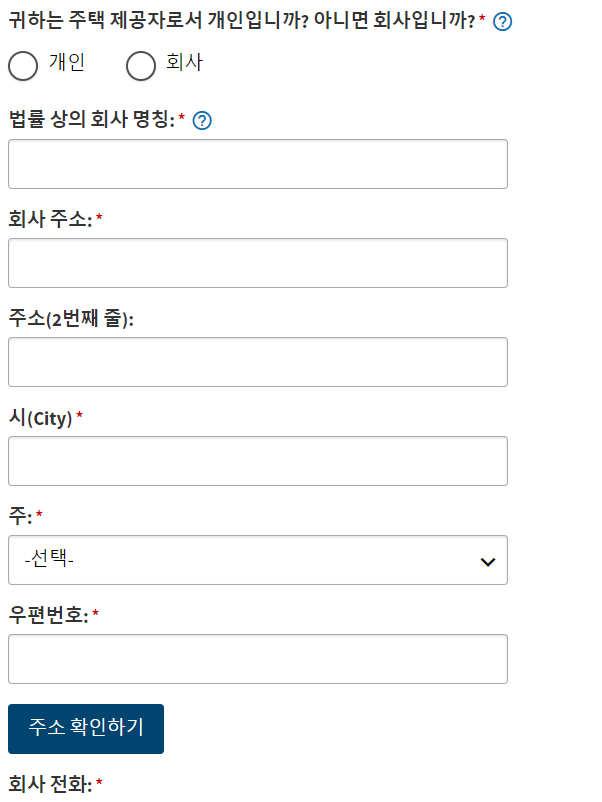 귀하는 주택 제공자로서 개인입니까? 아니면 회사입니까?* ?
개인 회사
법률 상의 회사 명칭:* ?
회사 주소:*
주소(2번째 줄):
시(City)*
주:*
-선택-
우편번호:*
주소 확인하기
회사 전화:*